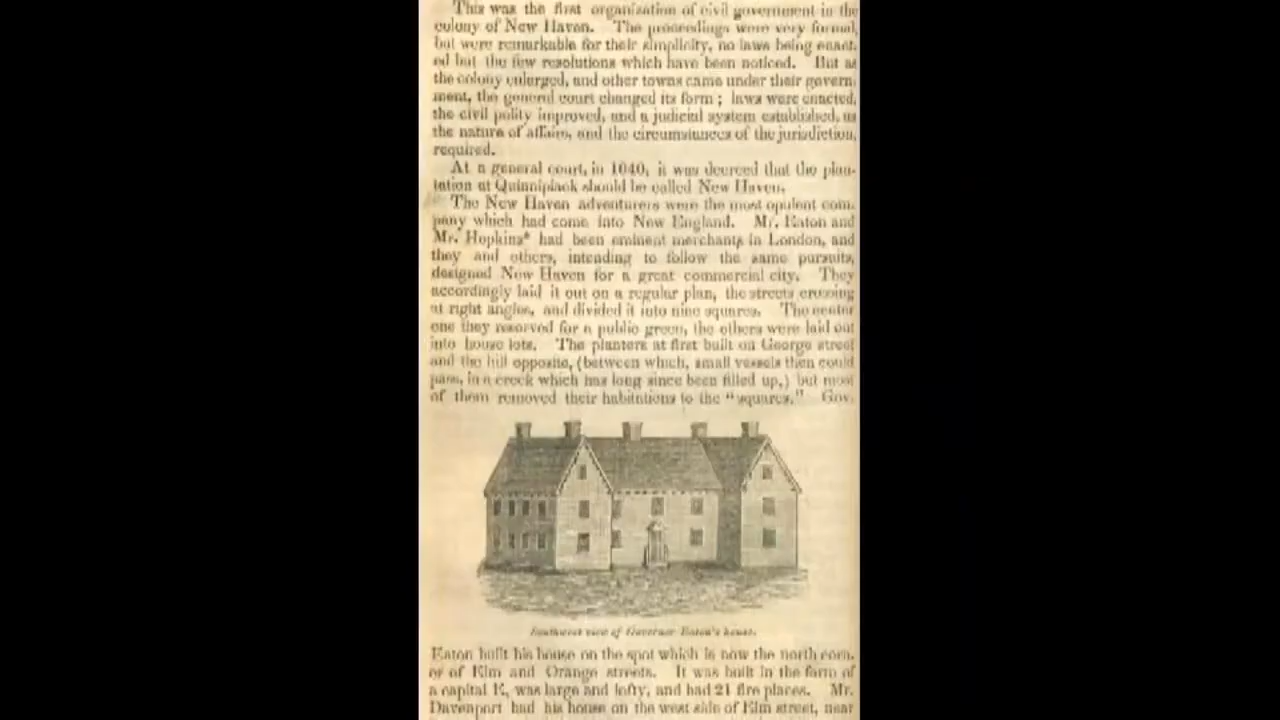 This was the first organization of civil government in the
colony of New Haven. The proceedings were very formal,
but were remarkable for their simplicity, no laws being enact-
ed but the few resolutions which have been noticed. But as
the colony enlarged, and other towns came under their govern-
ment, the general court changed its form; laws were enacted,
the civil polity improved, and a judicial system established, as
the nature of affairs, and the circumstances of the jurisdiction,
required.
At a general court, in 1640, it was decreed that the plan-
tation at Quinnipiack should be called New Haven.
The New Haven adventurers were the most opulent com-
pany which had come into New England. Mr. Eaton and
Mr. Hopkins* had been eminent merchants in London, and
they and others, intending to follow the same pursuits,
designed New Haven for a great commercial city. They
accordingly laid it out on a regular plan, the streets crossing
at right angles, and divided it into nine squares. The center
one they reserved for a public green, the others were laid out
into house lots. The planters at first built on George street
and the hill opposite, (between which, small vessels then could
pass, in a creek which has long since been filled up,) but most
of them removed their habitations to the "squares." Gov.
Southwest view of Governor Eaton's house.
Eaton built his house on the spot which is now the north corn-
er of Elm and Orange streets. It was built in the form of
a capital E, was large and lofty, and had 21 fire places. Mr.
Davenport had his house on the west side of Elm street, near